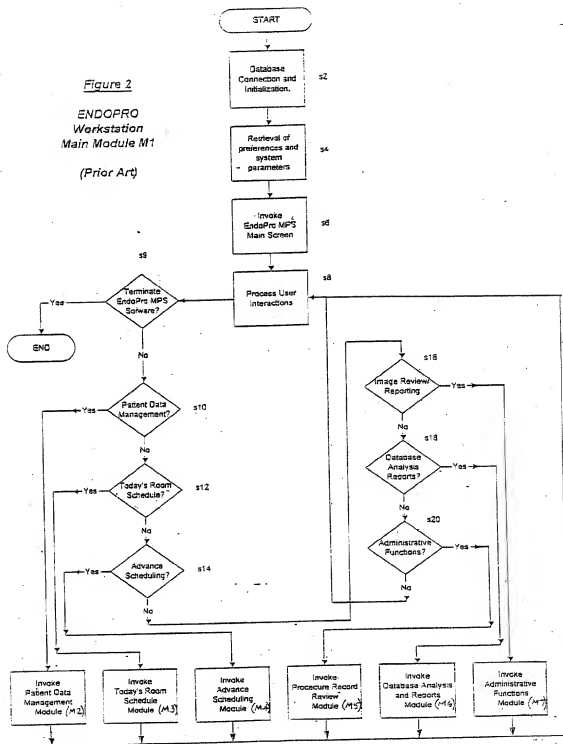 START
Figure 2
ENDOPRO
Workstation
Main Module M1
(Prior Art)
Database
Connection and
Initialization.
s2
Retrieval of
preferences and
system
parameters
s4
Invoke
EndoPro MPS
Main Screen
s6
Process User
Interactions
s8
s9
Terminate
EndoPro MPS
Sofware?
Yes
END
No
Patient Data
Management?
s10
Yes
No
Today's Room
Schedule?
s12
Yes
No
Advance
Scheduling?
s14
Yes
No
s16
Image Review/
Reporting
Yes
No
s18
Database
Analysis
Reports?
Yes
No
s20
Administrative
Functions?
Yes
No
Invoke
Patient Data
Management
Module (M2)
Invoke
Today's Room
Schedule
Module (M3)
Invoke
Advance
Scheduling
Module (M4)
Invoke
Procedure Record
Review
Module (M5)
Invoke
Database Analysis
and Reports
Module (M6)
Invoke
Administrative
Functions
Module (M7)